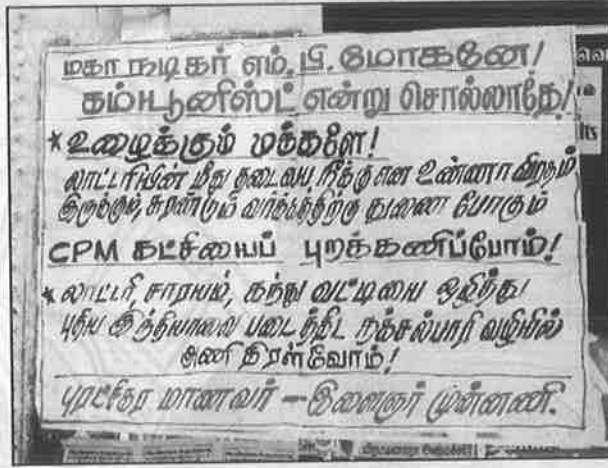 மகா நடிகர் எம்.பி.மோகனே!
கம்யூனிஸ்ட் என்று சொல்லாதே!
* உழைக்கும் மக்களே!
லாட்டரியின் மீது தடையை நீக்கு என உண்ணாவிரதம்
இருக்கும், சுரண்டும் வர்க்கத்திற்கு துணை போகும்
CPM கட்சியைப் புறக்கணிப்போம்!
* லாட்டரி, சாராயம், கந்து வட்டியை ஒழித்து
புதிய இந்தியாவை படைத்திட நக்சல்பாரி வழியில்
அணி திரள்வோம்!
புரட்சிகர மாணவர் – இளைஞர் முன்னணி.